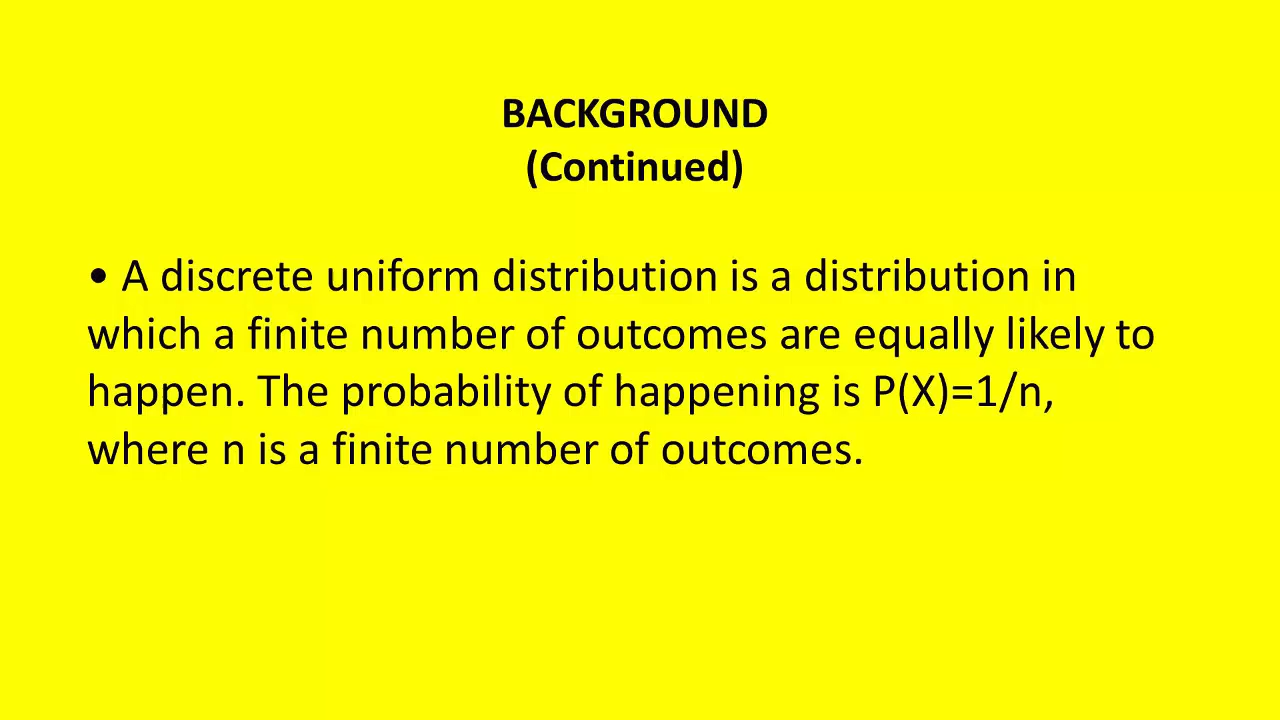 BACKGROUND
(Continued)
• A discrete uniform distribution is a distribution in
which a finite number of outcomes are equally likely to
happen. The probability of happening is P(X)=1/n,
where n is a finite number of outcomes.